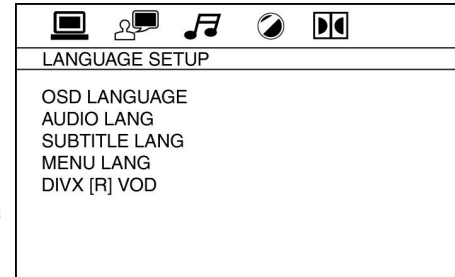 LANGUAGE SETUP
OSD LANGUAGE
AUDIO LANG
SUBTITLE LANG
MENU LANG
DIVX [R] VOD